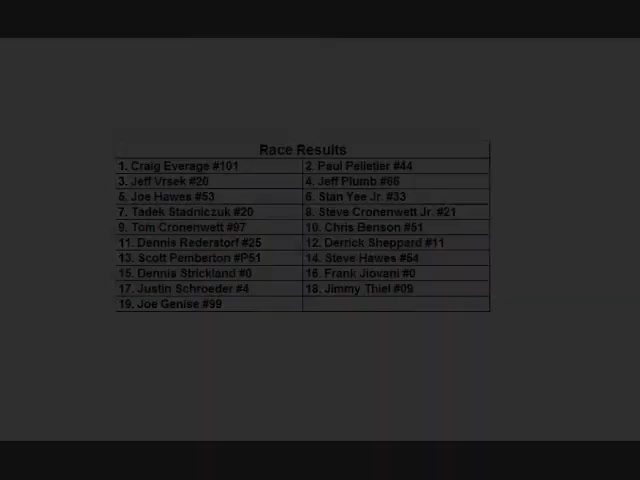 Race Results
1. Craig Everage #101 2. Paul Pelletier #44
3. Jeff Vrsek #20 4. Jeff Plumb #66
5. Joe Hawes #53 6. Stan Yee Jr. #33
7. Tadek Stadniczuk #20 8. Steve Cronenwett Jr. #21
9. Tom Cronenwett #97 10. Chris Benson #51
11. Dennis Rederstorf #25 12. Derrick Sheppard #11
13. Scott Pemberton #P51 14. Steve Hawes #54
15. Dennis Strickland #0 16. Frank Jiovani #0
17. Justin Schroeder #4 18. Jimmy Thiel #09
19. Joe Genise #99